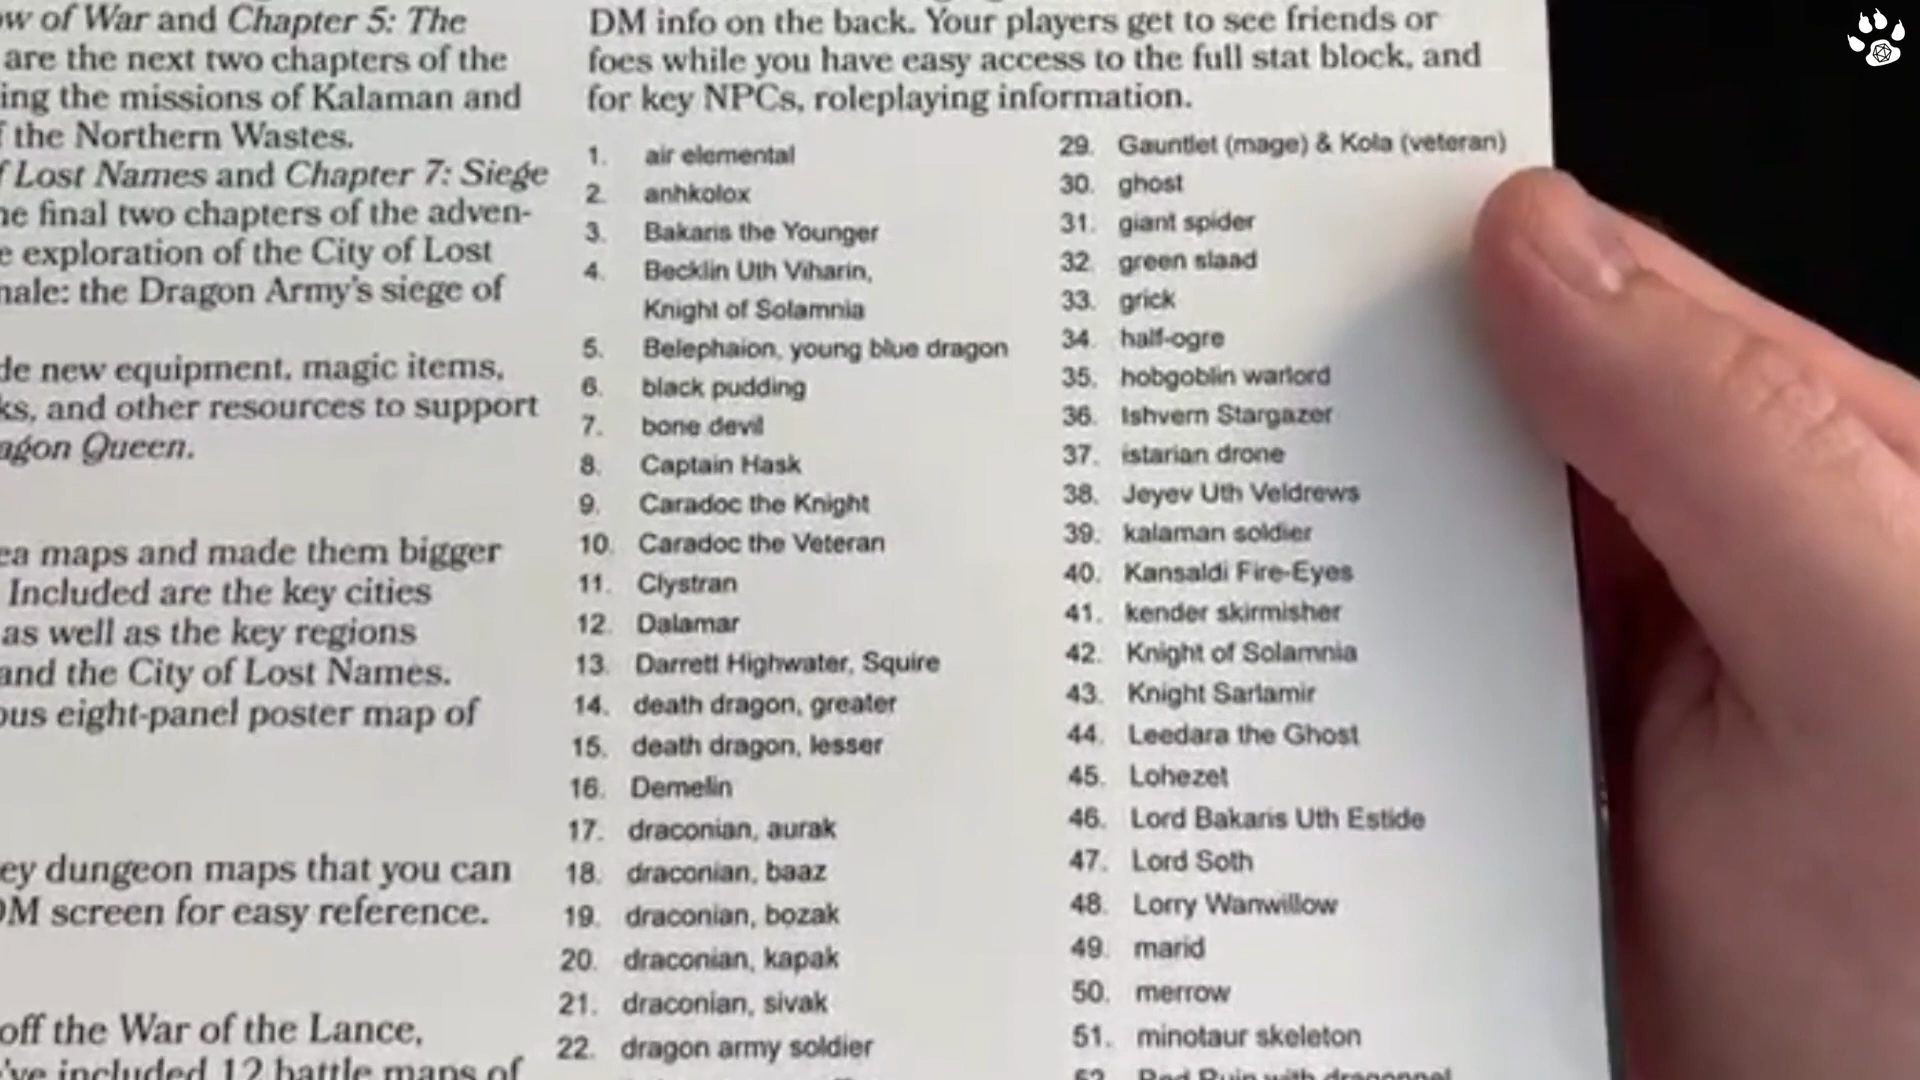 w of War and Chapter 5: The
are the next two chapters of the
ing the missions of Kalaman and
f the Northern Wastes.
f Lost Names and Chapter 7: Siege
he final two chapters of the adven-
e exploration of the City of Lost
nale: the Dragon Army's siege of
de new equipment, magic items,
ks, and other resources to support
agon Queen.
ea maps and made them bigger
Included are the key cities
as well as the key regions
and the City of Lost Names.
ous eight-panel poster map of
ey dungeon maps that you can
DM screen for easy reference.
off the War of the Lance,
've included 12 battle maps of
DM info on the back. Your players get to see friends or
foes while you have easy access to the full stat block, and
for key NPCs, roleplaying information.
1. air elemental
2. anhkolox
3. Bakaris the Younger
4. Becklin Uth Viharin,
Knight of Solamnia
5. Belephaion, young blue dragon
6. black pudding
7. bone devil
8. Captain Hask
9. Caradoc the Knight
10. Caradoc the Veteran
11. Clystran
12. Dalamar
13. Darrett Highwater, Squire
14. death dragon, greater
15. death dragon, lesser
16. Demelin
17. draconian, aurak
18. draconian, baaz
19. draconian, bozak
20. draconian, kapak
21. draconian, sivak
22. dragon army soldier
29. Gauntlet (mage) & Kola (veteran)
30. ghost
31. giant spider
32. green slaad
33. grick
34. half-ogre
35. hobgoblin warlord
36. Ishvern Stargazer
37. istarian drone
38. Jeyev Uth Veldrews
39. kalaman soldier
40. Kansaldi Fire-Eyes
41. kender skirmisher
42. Knight of Solamnia
43. Knight Sarlamir
44. Leedara the Ghost
45. Lohezet
46. Lord Bakaris Uth Estide
47. Lord Soth
48. Lorry Wanwillow
49. marid
50. merrow
51. minotaur skeleton
52. Red Ruin with dragonnel